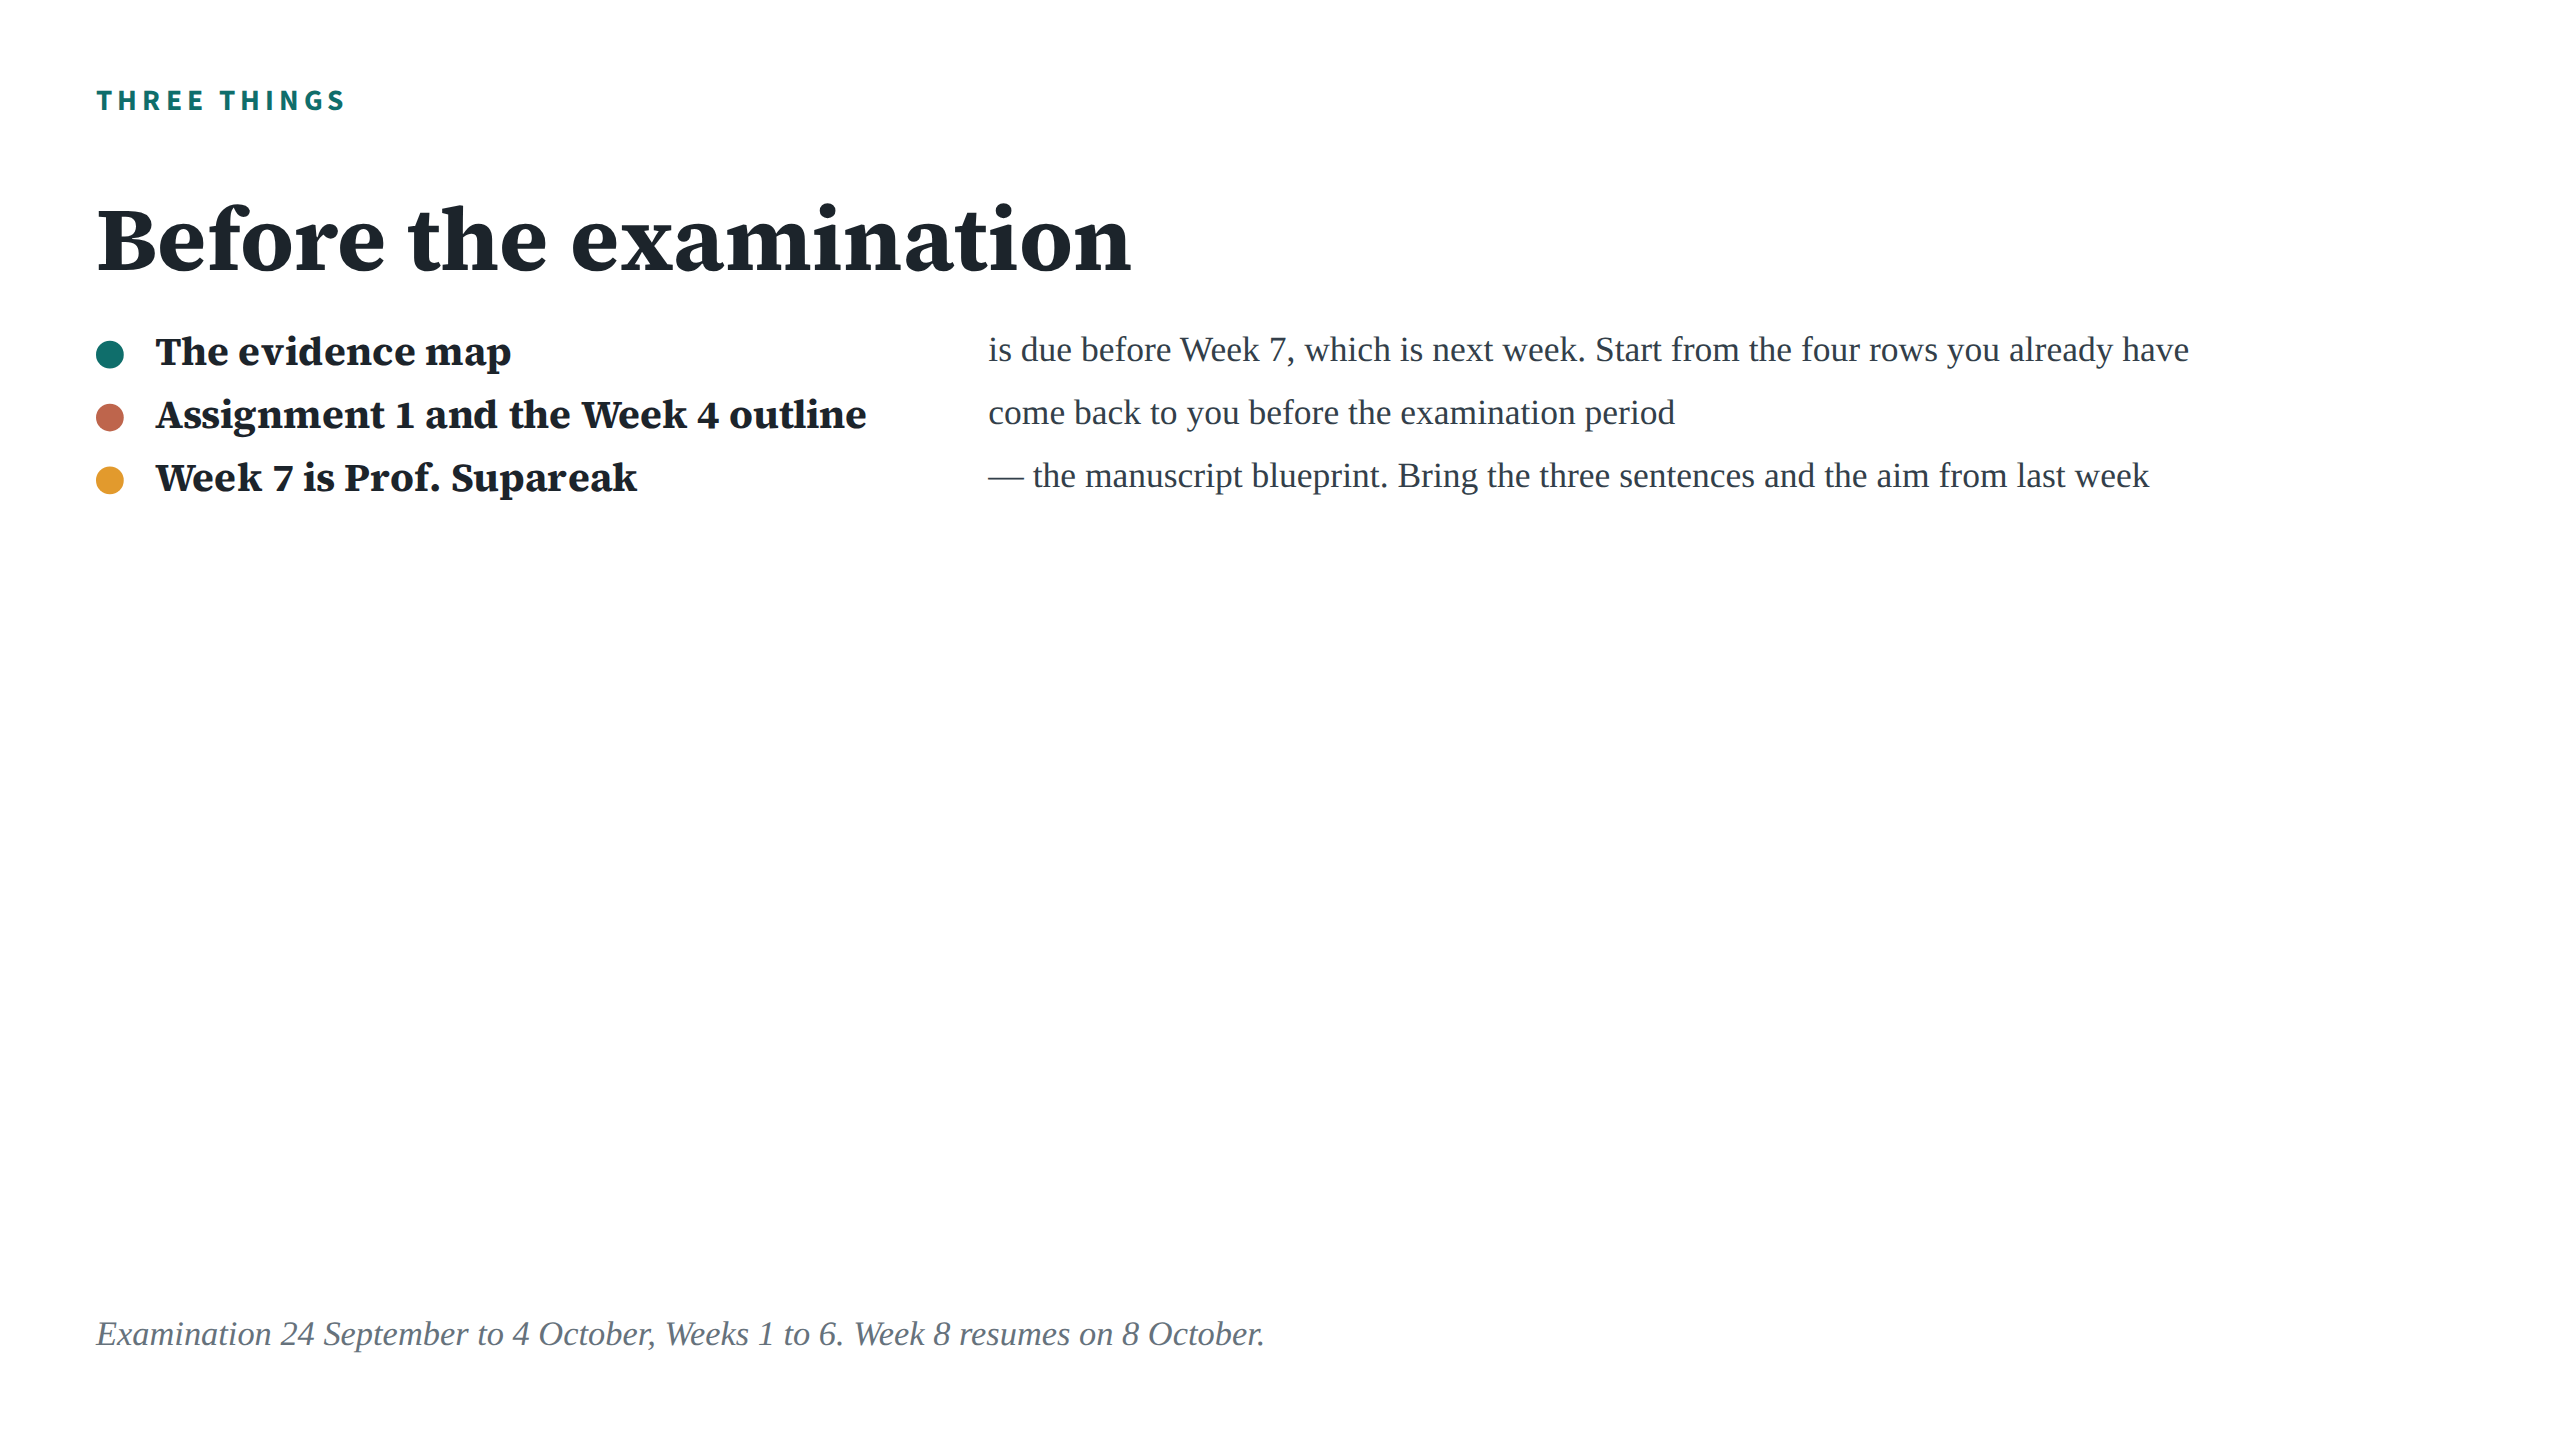 THREE THINGS
Before the examination
The evidence map is due before Week 7, which is next week. Start from the four rows you already have
Assignment 1 and the Week 4 outline come back to you before the examination period
Week 7 is Prof. Supareak — the manuscript blueprint. Bring the three sentences and the aim from last week
Examination 24 September to 4 October, Weeks 1 to 6. Week 8 resumes on 8 October.